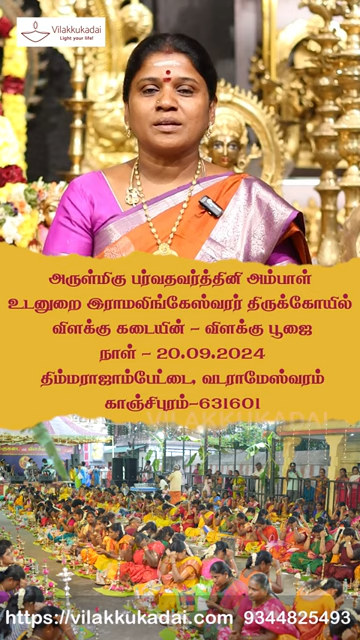 Vilakkukadai
Light your life!
அருள்மிகு பர்வதவர்த்தினி அம்பாள்
உடனுறை இராமலிங்கேஸ்வரர் திருக்கோயில்
விளக்கு கடையின் - விளக்கு பூஜை
நாள் - 20.09.2024
திம்மராஜாம்பேட்டை, வடராமேஸ்வரம்
காஞ்சிபுரம்-631601
VILAKKUKADAI
https://vilakkukadai.com 9344825493